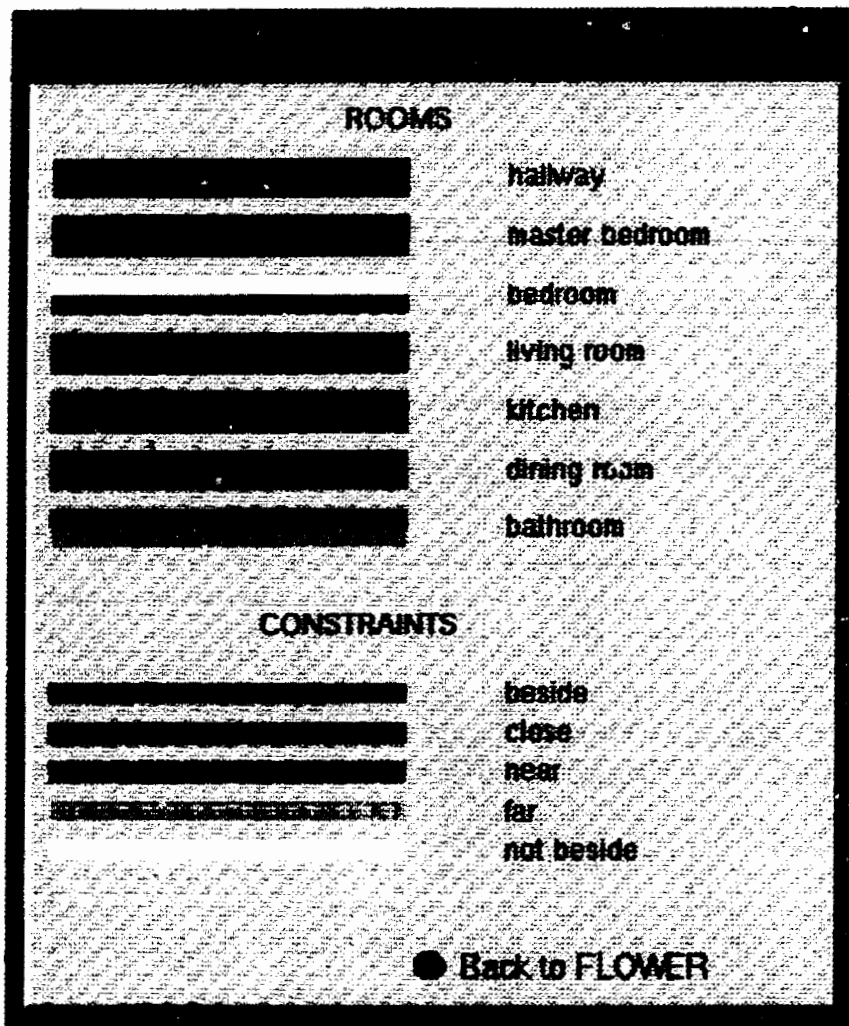 ROOMS
hallway
master bedroom
bedroom
living room
kitchen
dining room
bathroom
CONSTRAINTS
beside
close
near
far
not beside
Back to FLOWER